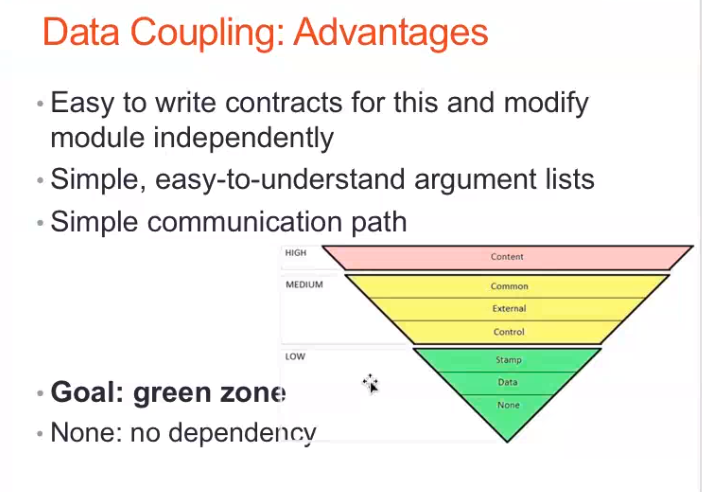 Data Coupling: Advantages
• Easy to write contracts for this and modify
module independently
• Simple, easy-to-understand argument lists
• Simple communication path
HIGH
Content
MEDIUM
Common
External
Control
LOW
Stamp
Data
None
• Goal: green zone
• None: no dependency